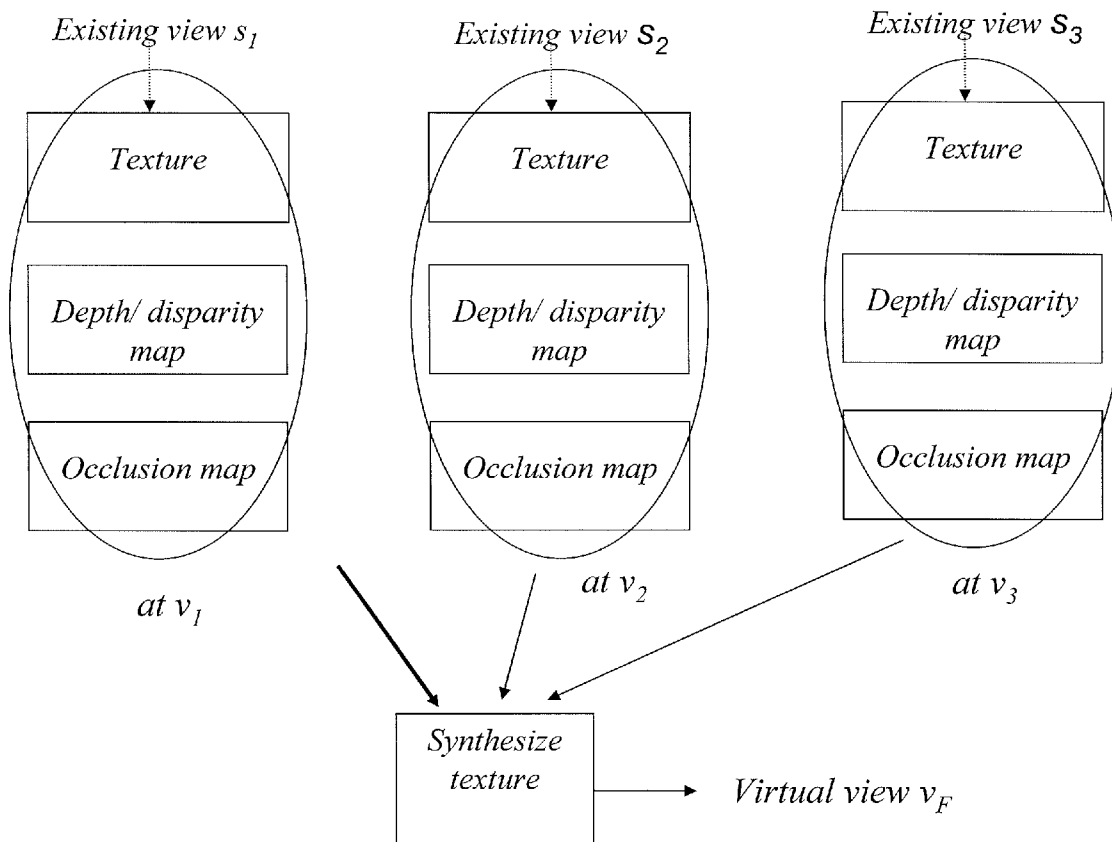 Existing view s1
Existing view s2
Existing view s3
Texture
Texture
Texture
Depth/ disparity
map
Depth/ disparity
map
Depth/ disparity
map
Occlusion map
Occlusion map
Occlusion map
at v1
at v2
at v3
Synthesize
texture
Virtual view vF